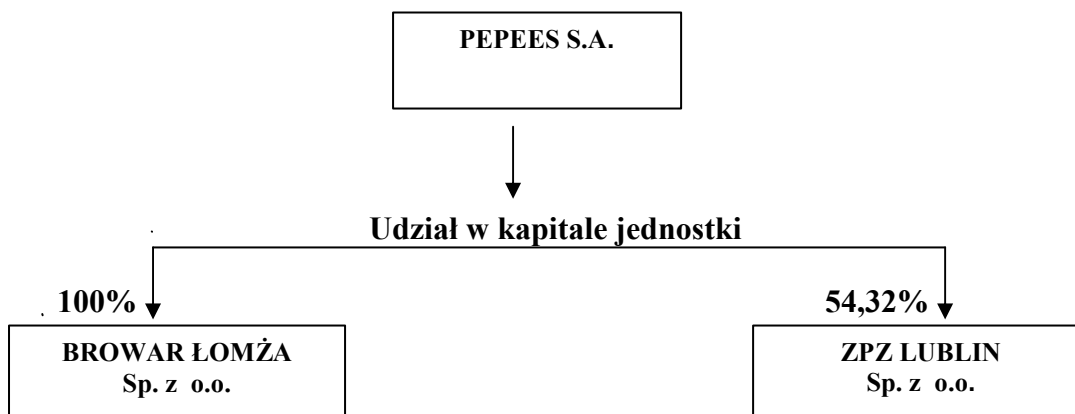 PEPEES S.A.
Udział w kapitale jednostki
100%
54,32%
BROWAR ŁOMŻA
Sp. z o.o.
ZPZ LUBLIN
Sp. z o.o.